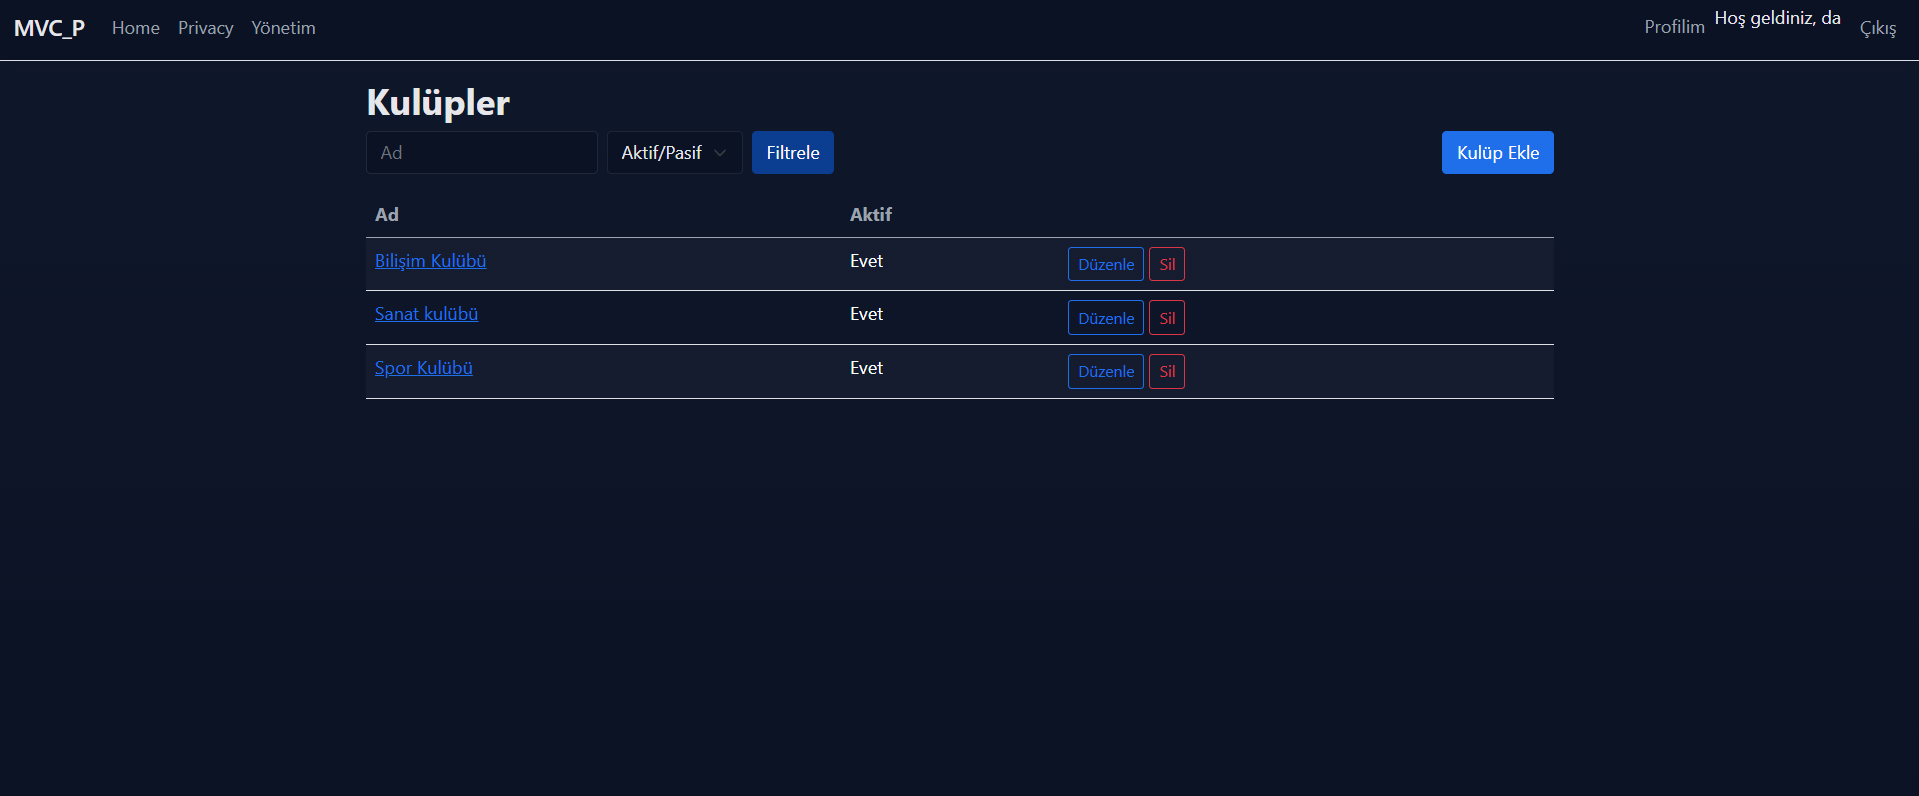 MVC_P Home Privacy Yönetim Profilim Hoş geldiniz, da Çıkış
Kulüpler
Ad Aktif/Pasif Filtrele Kulüp Ekle
Ad Aktif
Bilişim Kulübü Evet Düzenle Sil
Sanat kulübü Evet Düzenle Sil
Spor Kulübü Evet Düzenle Sil